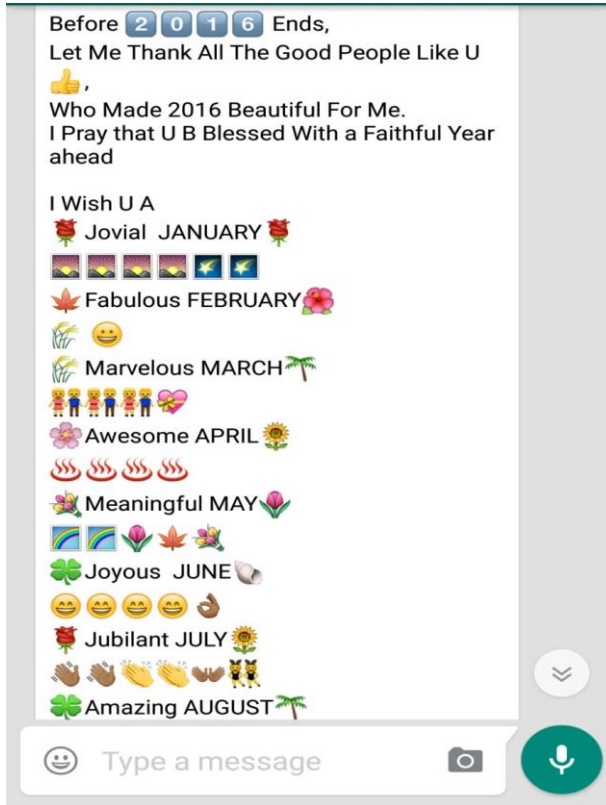 Before 2 0 1 6 Ends,
Let Me Thank All The Good People Like U
👍,
Who Made 2016 Beautiful For Me.
I Pray that U B Blessed With a Faithful Year
ahead
I Wish U A
🌹 Jovial  JANUARY🌹
🌄🌄🌄🌄🌠🌠
🍁Fabulous FEBRUARY🌺
🌾 😀
🌾 Marvelous MARCH🌴
👫👫👫💝
🌸Awesome APRIL🌻
♨♨♨♨
💐Meaningful MAY🌷
🌈🌈🌷🍁💐
🍀Joyous  JUNE🐚
😄😄😄😄👌🏾
🌹 Jubilant JULY🌻
👋🏾👋🏾👏👏👐🏾👯
🍀Amazing AUGUST🌴
Type a message